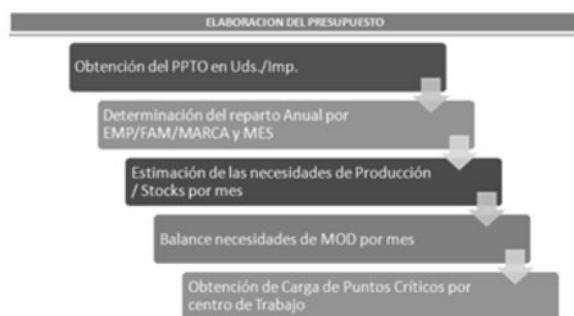 ELABORACION DEL PRESUPUESTO
Obtención del PPTO en Uds./Imp.
Determinación del reparto Anual por
EMP/FAM/MARCA y MES
Estimación de las necesidades de Producción
/ Stocks por mes
Balance necesidades de MOD por mes
Obtención de Carga de Puntos Críticos por
centro de Trabajo